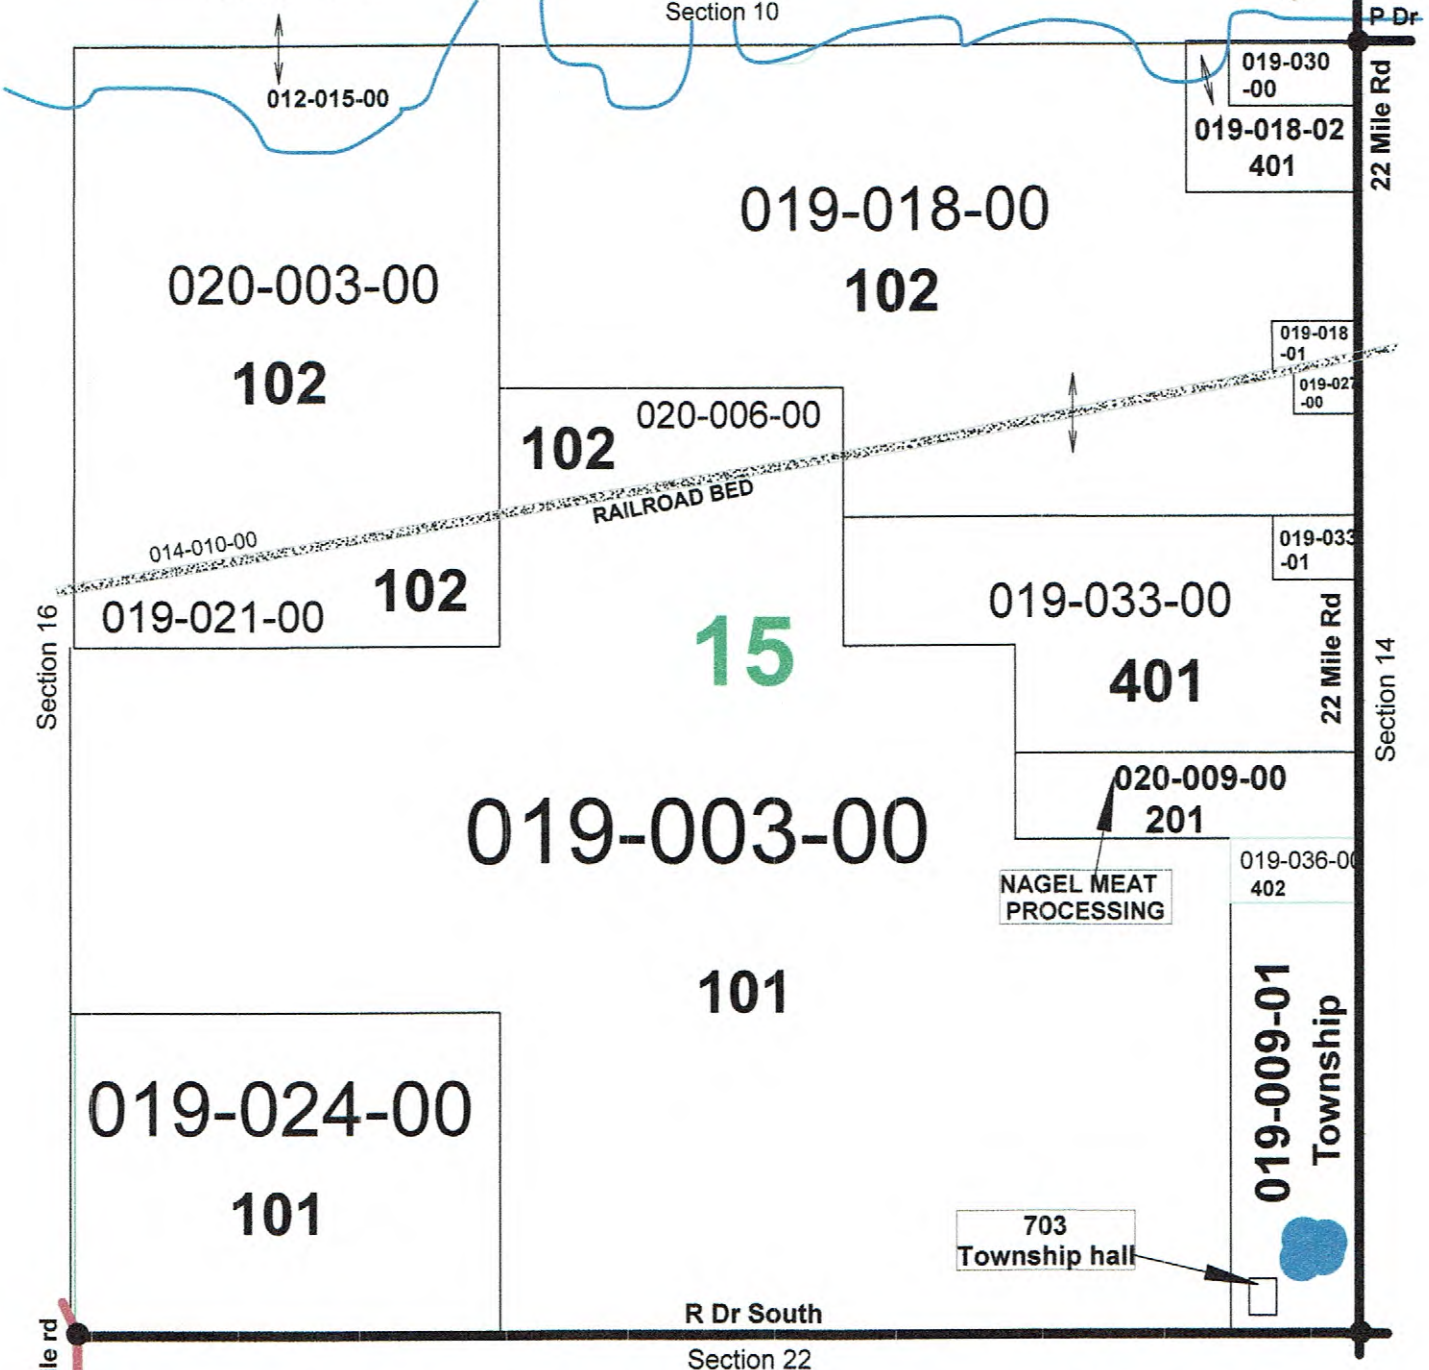 Section 10
P Dr
012-015-00
019-030
-00
22 Mile Rd
019-018-02
401
019-018-00
102
020-003-00
102
019-018
-01
019-027
-00
020-006-00
102
RAILROAD BED
014-010-00
102
019-021-00
019-033
-01
019-033-00
401
22 Mile Rd
Section 16
15
Section 14
020-009-00
201
019-003-00
019-036-00
402
NAGEL MEAT
PROCESSING
101
019-009-01
Township
019-024-00
101
703
Township hall
R Dr South
le rd
Section 22